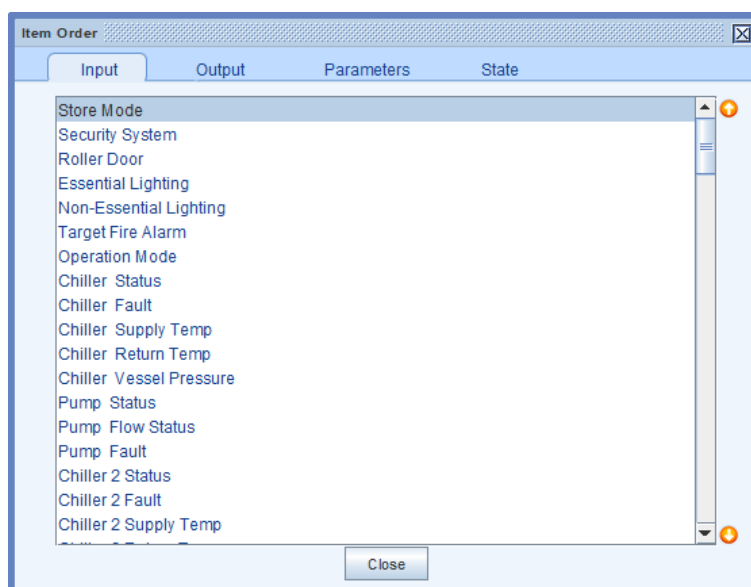 Item Order
Input Output Parameters State
Store Mode
Security System
Roller Door
Essential Lighting
Non-Essential Lighting
Target Fire Alarm
Operation Mode
Chiller  Status
Chiller  Fault
Chiller  Supply Temp
Chiller  Return Temp
Chiller  Vessel Pressure
Pump  Status
Pump  Flow Status
Pump  Fault
Chiller 2 Status
Chiller 2 Fault
Chiller 2 Supply Temp
Close